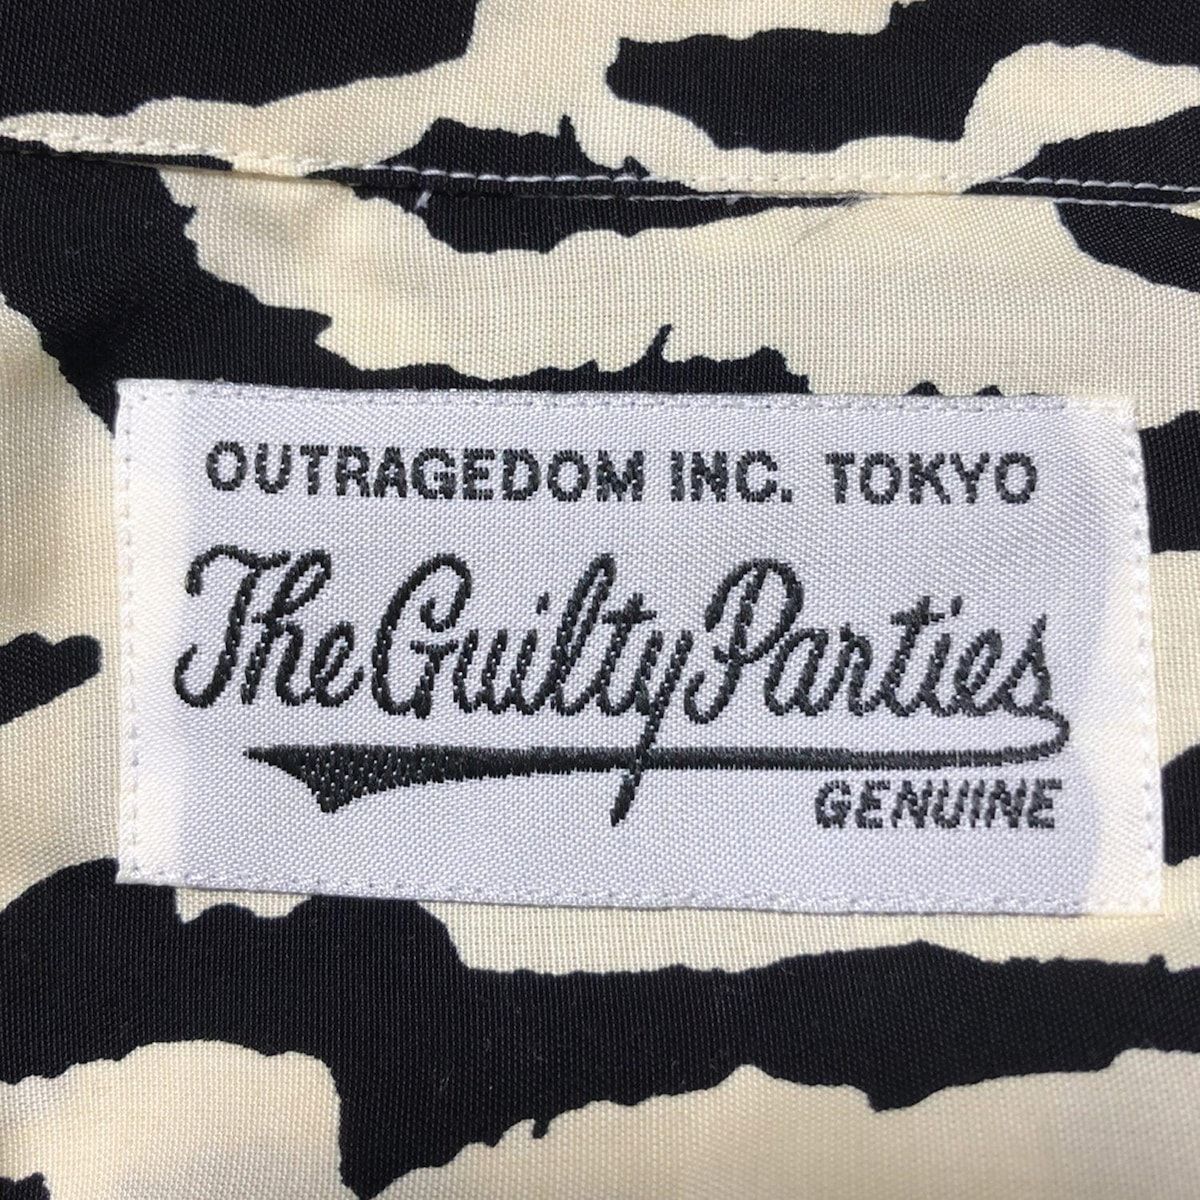 OUTRAGEDOM INC. TOKYO
The Guilty Parties
GENUINE